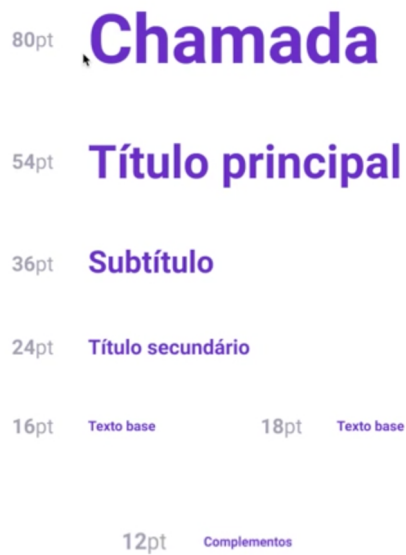 80pt Chamada
54pt Título principal
36pt Subtítulo
24pt Título secundário
16pt Texto base 18pt Texto base
12pt Complementos